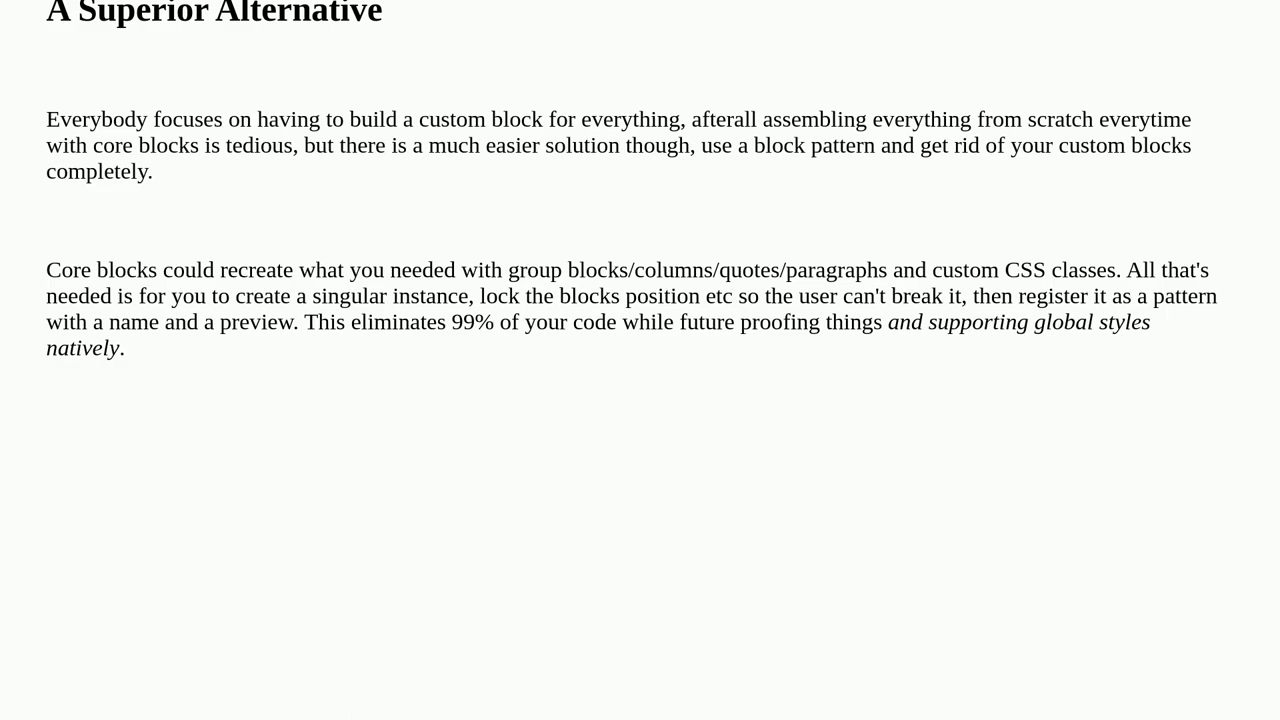 A Superior Alternative
Everybody focuses on having to build a custom block for everything, afterall assembling everything from scratch everytime
with core blocks is tedious, but there is a much easier solution though, use a block pattern and get rid of your custom blocks
completely.
Core blocks could recreate what you needed with group blocks/columns/quotes/paragraphs and custom CSS classes. All that's
needed is for you to create a singular instance, lock the blocks position etc so the user can't break it, then register it as a pattern
with a name and a preview. This eliminates 99% of your code while future proofing things and supporting global styles
natively.